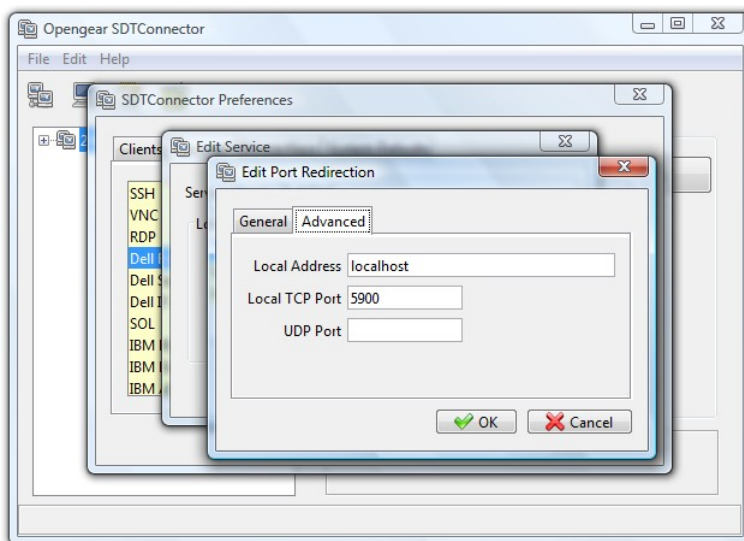 Opengear SDTConnector
File Edit Help
SDTConnector Preferences
Clients
Edit Service
Edit Port Redirection
General Advanced
Local Address localhost
Local TCP Port 5900
UDP Port
OK Cancel
SSH
VNC
RDP
Dell
Dell
Dell
SOL
IBM
IBM
IBM